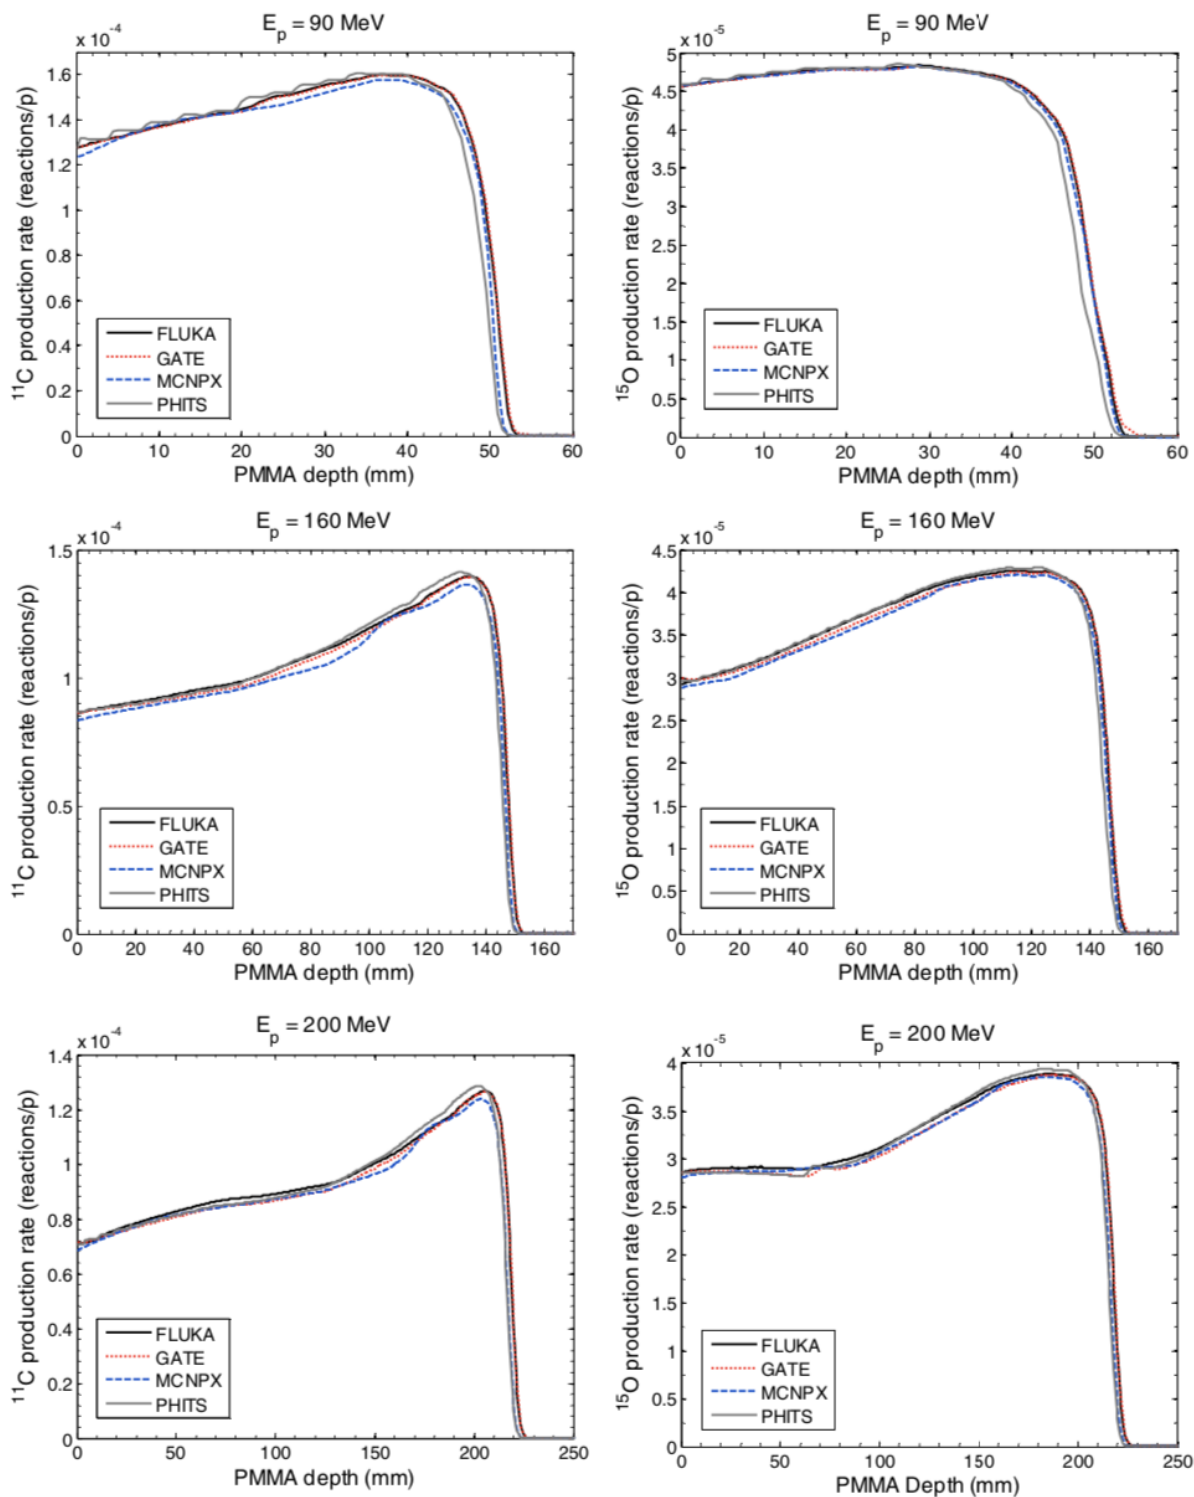 E_p = 90 MeV
x 10^-4
1.6
1.4
1.2
1
0.8
0.6
0.4
0.2
0
0 10 20 30 40 50 60
^11C production rate (reactions/p)
PMMA depth (mm)
FLUKA
GATE
MCNPX
PHITS
E_p = 90 MeV
x 10^-5
5
4.5
4
3.5
3
2.5
2
1.5
1
0.5
0
0 10 20 30 40 50 60
^15O production rate (reactions/p)
PMMA depth (mm)
FLUKA
GATE
MCNPX
PHITS
E_p = 160 MeV
x 10^-4
1.5
1
0.5
0
0 20 40 60 80 100 120 140 160
^11C production rate (reactions/p)
PMMA depth (mm)
FLUKA
GATE
MCNPX
PHITS
E_p = 160 MeV
x 10^-5
4.5
4
3.5
3
2.5
2
1.5
1
0.5
0
0 20 40 60 80 100 120 140 160
^15O production rate (reactions/p)
PMMA depth (mm)
FLUKA
GATE
MCNPX
PHITS
E_p = 200 MeV
x 10^-4
1.4
1.2
1
0.8
0.6
0.4
0.2
0
0 50 100 150 200 250
^11C production rate (reactions/p)
PMMA depth (mm)
FLUKA
GATE
MCNPX
PHITS
E_p = 200 MeV
x 10^-5
4
3.5
3
2.5
2
1.5
1
0.5
0
0 50 100 150 200 250
^15O production rate (reactions/p)
PMMA Depth (mm)
FLUKA
GATE
MCNPX
PHITS